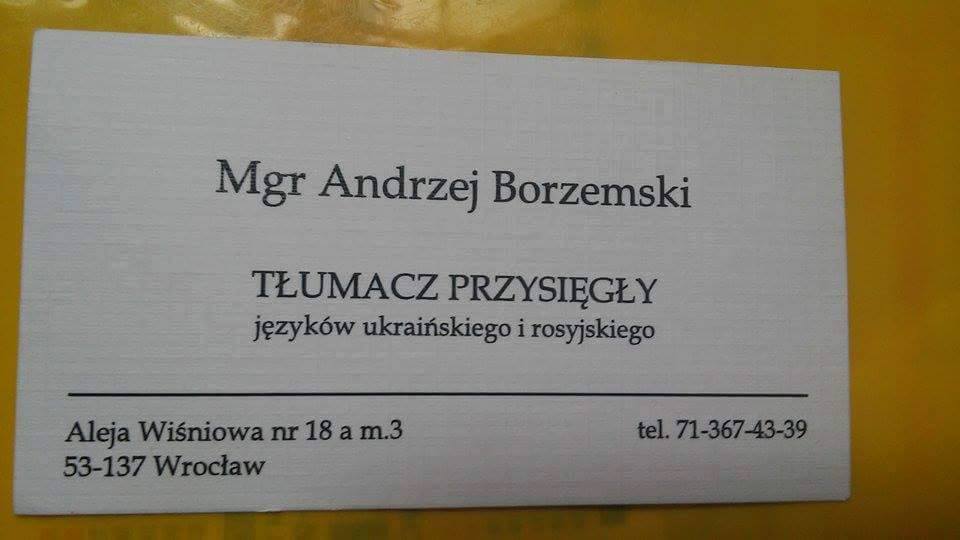 Mgr Andrzej Borzemski
TŁUMACZ PRZYSIĘGŁY
języków ukraińskiego i rosyjskiego
Aleja Wiśniowa nr 18 a m.3
tel. 71-367-43-39
53-137 Wrocław